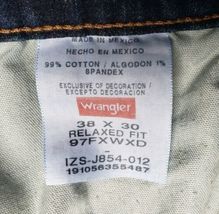 MADE IN MEXICO
HECHO EN MEXICO
99% COTTON / ALGODON 1%
SPANDEX
EXCLUSIVE OF DECORATION /
EXCEPTO DECORACION
Wrangler
38 X 30
RELAXED FIT
97FXWXD
-
IZS-J854-012
191056355487